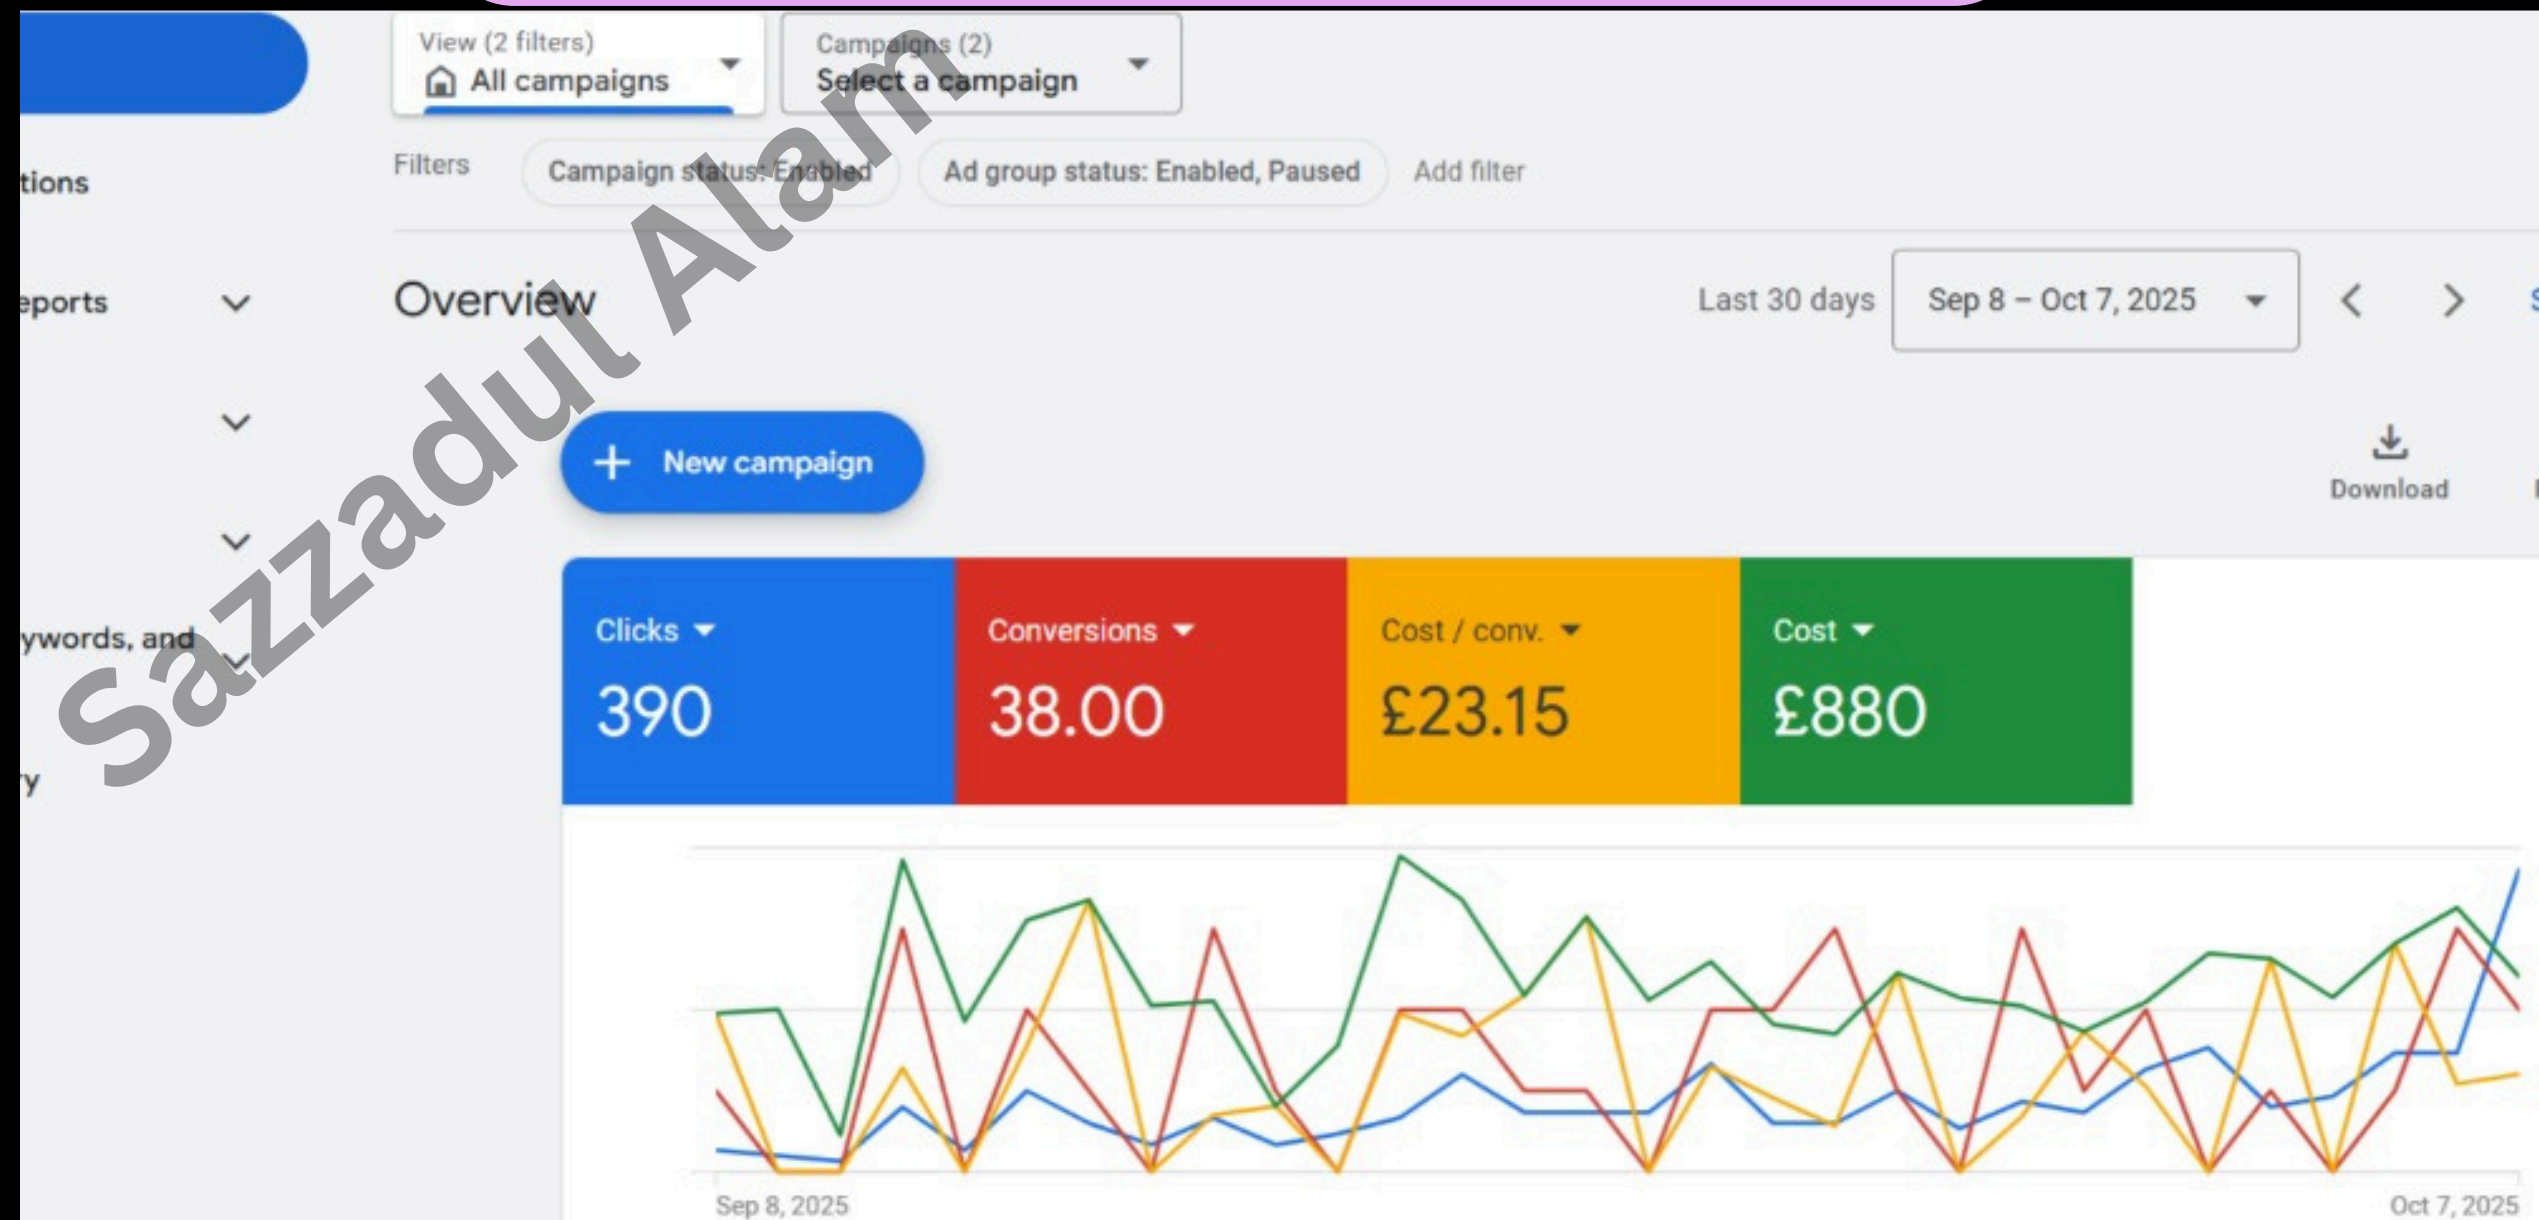 View (2 filters)
All campaigns
Campaigns (2)
Select a campaign
Filters
Campaign status: Enabled
Ad group status: Enabled, Paused
Add filter
tions
eports
ywords, and
y
Overview
Last 30 days
Sep 8 – Oct 7, 2025
New campaign
Download
Clicks
390
Conversions
38.00
Cost / conv.
£23.15
Cost
£880
Sep 8, 2025
Oct 7, 2025
Sazzadul Alam